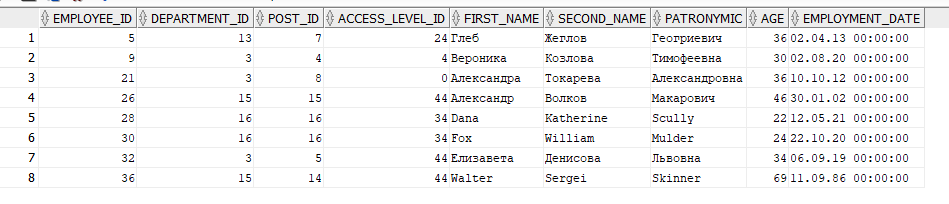 EMPLOYEE_ID DEPARTMENT_ID POST_ID ACCESS_LEVEL_ID FIRST_NAME SECOND_NAME PATRONYMIC AGE EMPLOYMENT_DATE
1 5 13 7 24 Глеб Жеглов Геогриевич 36 02.04.13 00:00:00
2 9 3 4 4 Вероника Козлова Тимофеевна 30 02.08.20 00:00:00
3 21 3 8 0 Александра Токарева Александровна 36 10.10.12 00:00:00
4 26 15 15 44 Александр Волков Макарович 46 30.01.02 00:00:00
5 28 16 16 34 Dana Katherine Scully 22 12.05.21 00:00:00
6 30 16 16 34 Fox William Mulder 24 22.10.20 00:00:00
7 32 3 5 44 Елизавета Денисова Львовна 34 06.09.19 00:00:00
8 36 15 14 44 Walter Sergei Skinner 69 11.09.86 00:00:00